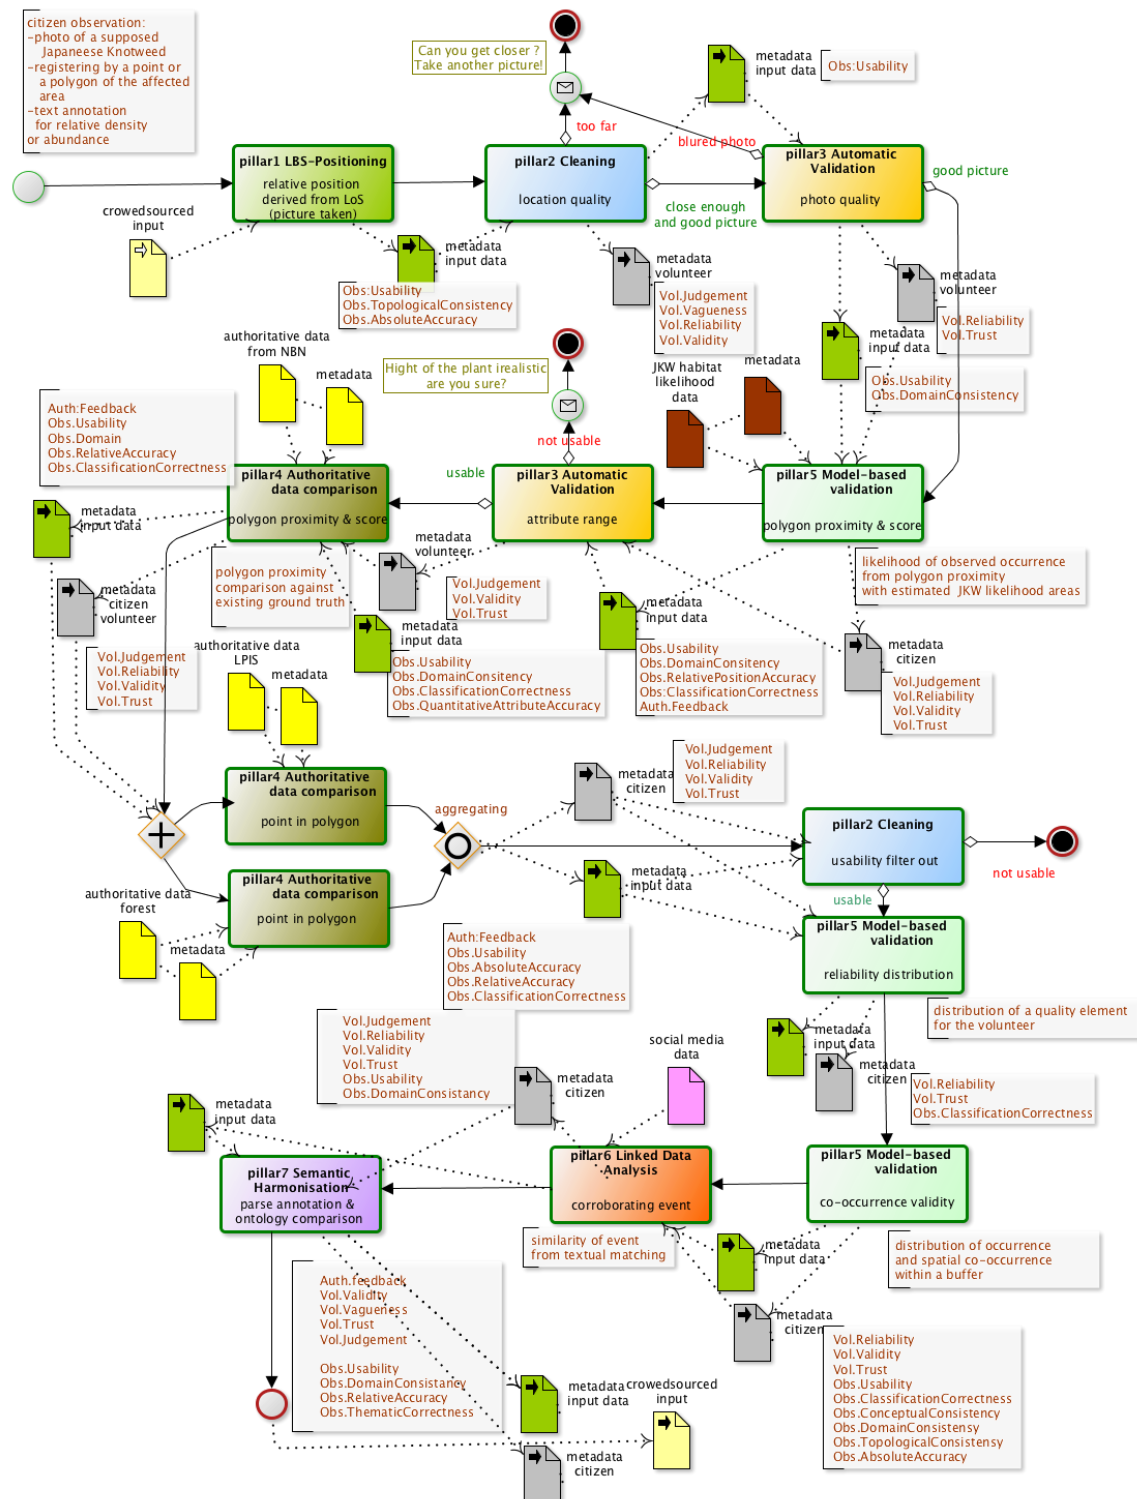 citizen observation:
-photo of a supposed
Japaneese Knotweed
-registering by a point or
a polygon of the affected
area
-text annotation
for relative density
or abundance
Can you get closer ?
Take another picture!
metadata
input data
Obs:Usability
too far
blured photo
pillar1 LBS-Positioning
relative position
derived from LoS
(picture taken)
pillar2 Cleaning
location quality
pillar3 Automatic
Validation
photo quality
good picture
close enough
and good picture
crowedsourced
input
metadata
input data
metadata
volunteer
metadata
volunteer
Obs:Usability
Obs.TopologicalConsistency
Obs.AbsoluteAccuracy
Vol.Judgement
Vol.Vagueness
Vol.Reliability
Vol.Validity
Vol.Reliability
Vol.Trust
authoritative data
from NBN
metadata
Hight of the plant irealistic
are you sure?
JKW habitat
likelihood
data
metadata
metadata
input data
Obs.Usability
Obs.DomainConsistency
Auth:Feedback
Obs.Usability
Obs.Domain
Obs.RelativeAccuracy
Obs.ClassificationCorrectness
usable
not usable
pillar4 Authoritative
data comparison
polygon proximity & score
pillar3 Automatic
Validation
attribute range
pillar5 Model-based
validation
polygon proximity & score
metadata
input data
metadata
citizen
volunteer
polygon proximity
comparison against
existing ground truth
metadata
volunteer
Vol.Judgement
Vol.Validity
Vol.Trust
metadata
input data
metadata
input data
likelihood of observed occurrence
from polygon proximity
with estimated JKW likelihood areas
metadata
citizen
Vol.Judgement
Vol.Reliability
Vol.Validity
Vol.Trust
authoritative data
LPIS
metadata
Obs.Usability
Obs.DomainConsitency
Obs.ClassificationCorrectness
Obs.QuantitativeAttributeAccuracy
Obs.Usability
Obs.DomainConsitency
Obs.RelativePositionAccuracy
Obs:ClassificationCorrectness
Auth.Feedback
Vol.Judgement
Vol.Reliability
Vol.Validity
Vol.Trust
pillar4 Authoritative
data comparison
point in polygon
aggregating
metadata
citizen
Vol.Judgement
Vol.Reliability
Vol.Validity
Vol.Trust
pillar2 Cleaning
usability filter out
not usable
usable
metadata
input data
pillar4 Authoritative
data comparison
point in polygon
authoritative data
forest
metadata
Auth:Feedback
Obs.Usability
Obs.AbsoluteAccuracy
Obs.RelativeAccuracy
Obs.ClassificationCorrectness
pillar5 Model-based
validation
reliability distribution
distribution of a quality element
for the volunteer
metadata
input data
metadata
citizen
Vol.Reliability
Vol.Trust
Obs.ClassificationCorrectness
Vol.Judgement
Vol.Reliability
Vol.Validity
Vol.Trust
Obs.Usability
Obs.DomainConsistancy
metadata
citizen
social media
data
metadata
input data
pillar7 Semantic
Harmonisation
parse annotation &
ontology comparison
pillar6 Linked Data
Analysis
corroborating event
pillar5 Model-based
validation
co-occurrence validity
similarity of event
from textual matching
metadata
input data
distribution of occurrence
and spatial co-occurrence
within a buffer
metadata
citizen
Auth.feedback
Vol.Validity
Vol.Vagueness
Vol.Trust
Vol.Judgement
Obs.Usability
Obs.DomainConsistancy
Obs.RelativeAccuracy
Obs.ThematicCorrectness
Vol.Reliability
Vol.Validity
Vol.Trust
Obs.Usability
Obs.ClassificationCorrectness
Obs.ConceptualConsistency
Obs.DomainConsistensy
Obs.TopologicalConsistensy
Obs.AbsoluteAccuracy
metadata
input data
crowedsourced
input
metadata
citizen